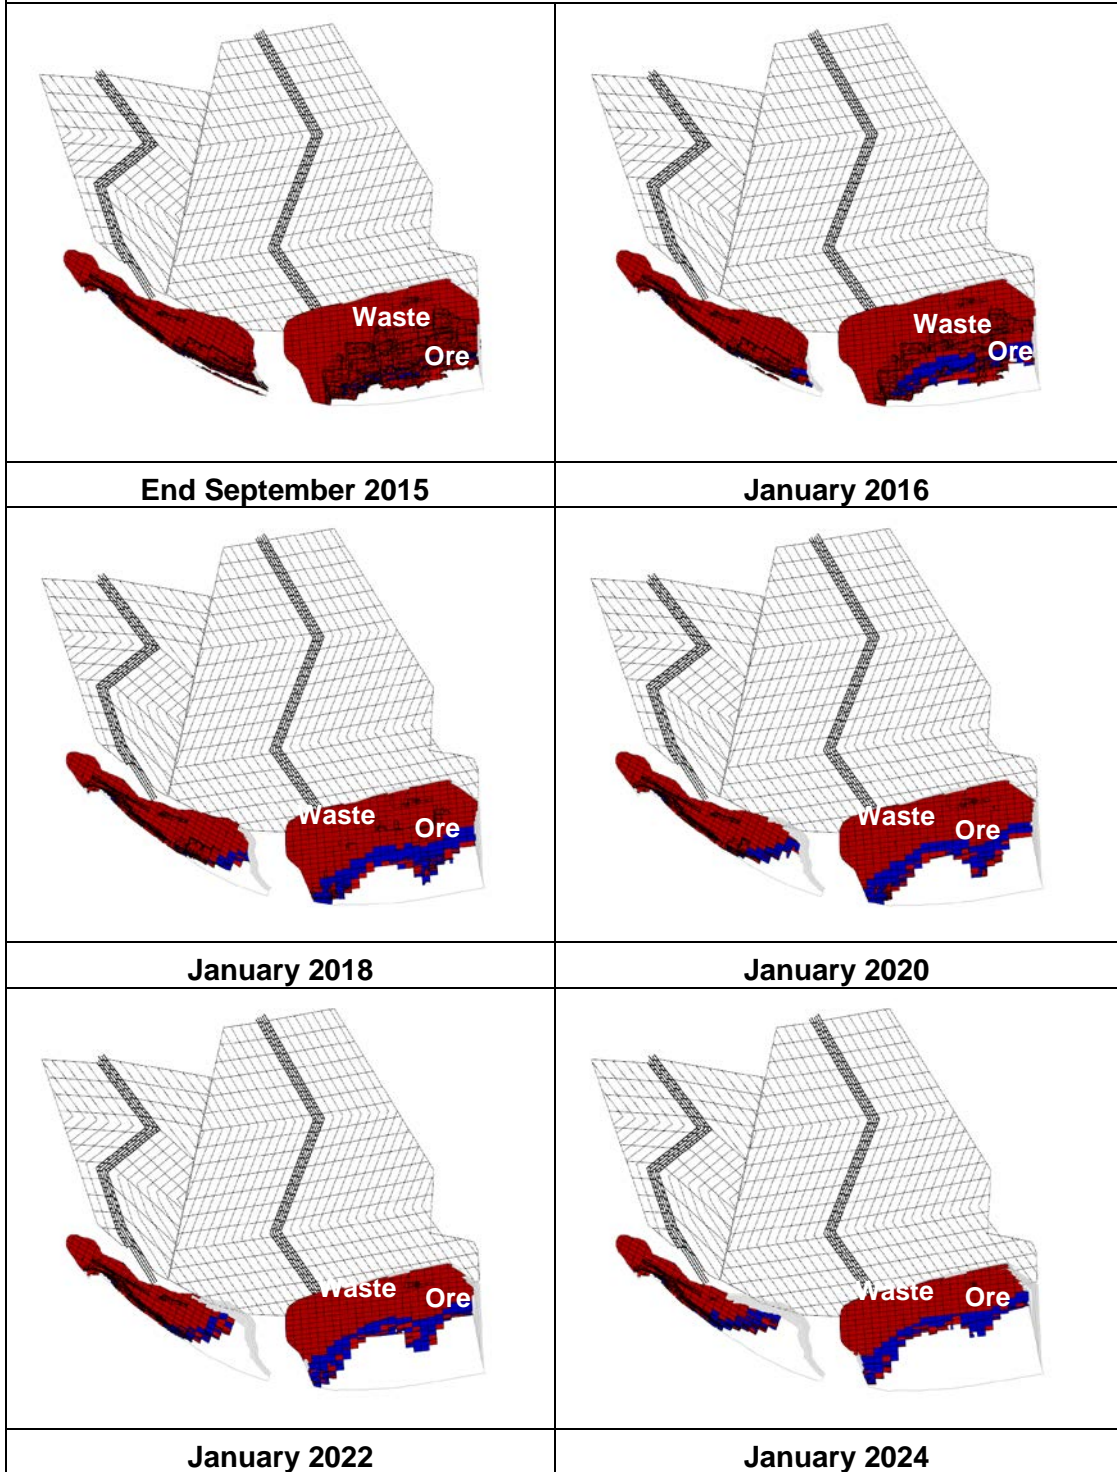 Waste
Ore
Waste
Ore
End September 2015
January 2016
Waste
Ore
Waste
Ore
January 2018
January 2020
Waste
Ore
Waste
Ore
January 2022
January 2024